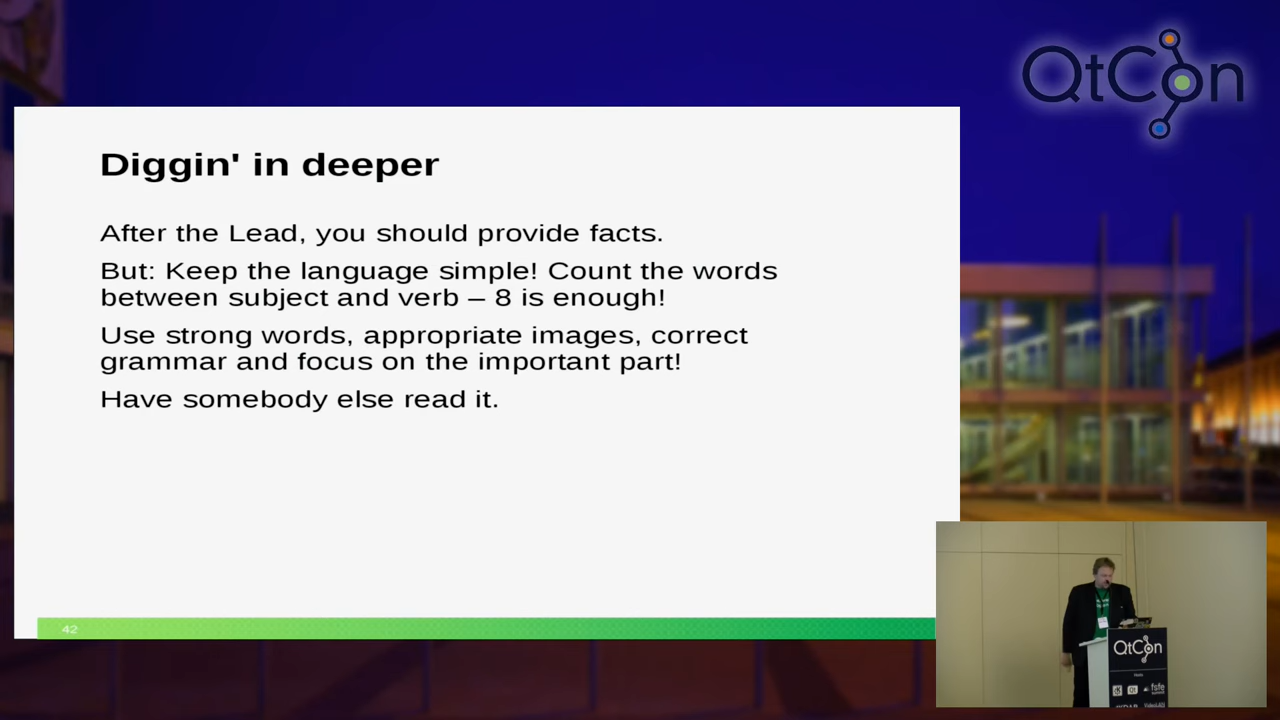 QtCon
Diggin' in deeper
After the Lead, you should provide facts.
But: Keep the language simple! Count the words
between subject and verb – 8 is enough!
Use strong words, appropriate images, correct
grammar and focus on the important part!
Have somebody else read it.
42
QtCon
fsfe